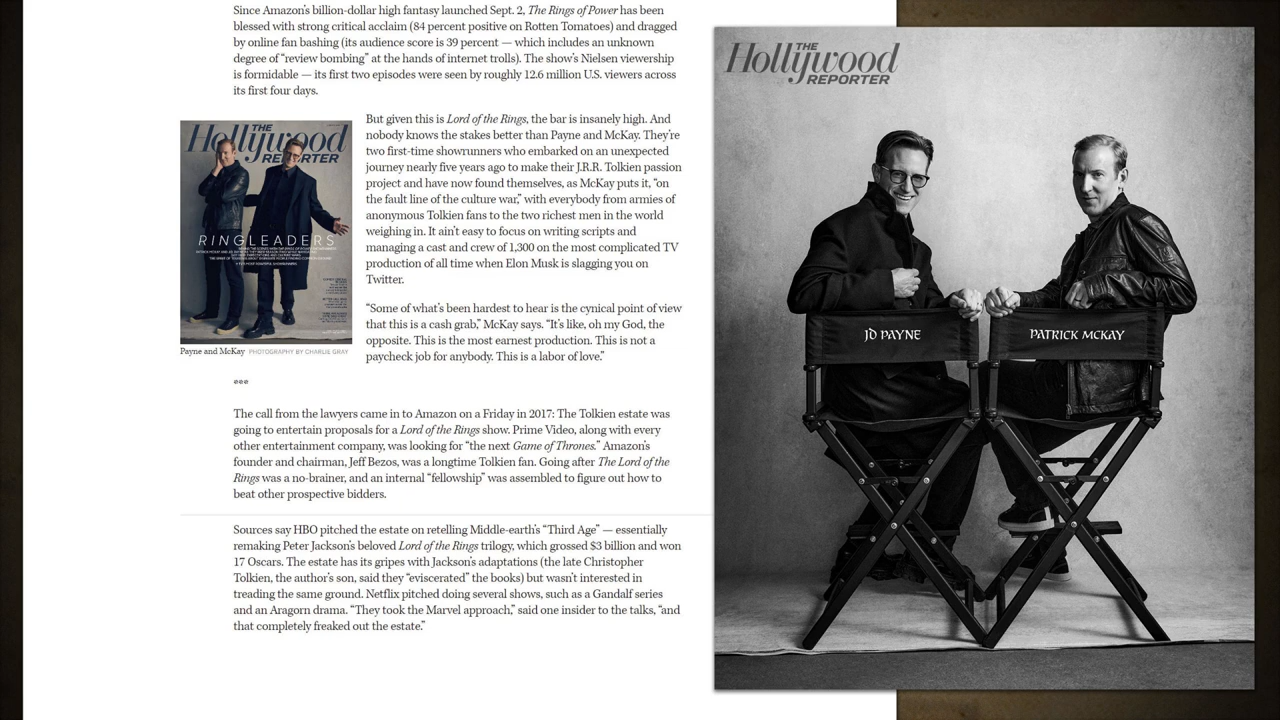 Since Amazon's billion-dollar high fantasy launched Sept. 2, The Rings of Power has been
blessed with strong critical acclaim (84 percent positive on Rotten Tomatoes) and dragged
by online fan bashing (its audience score is 39 percent — which includes an unknown
degree of “review bombing” at the hands of internet trolls). The show's Nielsen viewership
is formidable — its first two episodes were seen by roughly 12.6 million U.S. viewers across
its first four days.
THE
Hollywood
REPORTER
RINGLEADERS
Payne and McKay PHOTOGRAPHY BY CHARLIE GRAY
But given this is Lord of the Rings, the bar is insanely high. And
nobody knows the stakes better than Payne and McKay. They're
two first-time showrunners who embarked on an unexpected
journey nearly five years ago to make their J.R.R. Tolkien passion
project and have now found themselves, as McKay puts it, “on
the fault line of the culture war,” with everybody from armies of
anonymous Tolkien fans to the two richest men in the world
weighing in. It ain't easy to focus on writing scripts and
managing a cast and crew of 1,300 on the most complicated TV
production of all time when Elon Musk is slagging you on
Twitter.
“Some of what's been hardest to hear is the cynical point of view
that this is a cash grab,” McKay says. “It's like, oh my God, the
opposite. This is the most earnest production. This is not a
paycheck job for anybody. This is a labor of love.”
***
The call from the lawyers came in to Amazon on a Friday in 2017: The Tolkien estate was
going to entertain proposals for a Lord of the Rings show. Prime Video, along with every
other entertainment company, was looking for “the next Game of Thrones.” Amazon's
founder and chairman, Jeff Bezos, was a longtime Tolkien fan. Going after The Lord of the
Rings was a no-brainer, and an internal “fellowship” was assembled to figure out how to
beat other prospective bidders.
Sources say HBO pitched the estate on retelling Middle-earth's “Third Age” — essentially
remaking Peter Jackson's beloved Lord of the Rings trilogy, which grossed $3 billion and won
17 Oscars. The estate has its gripes with Jackson's adaptations (the late Christopher
Tolkien, the author's son, said they “eviscerated” the books) but wasn't interested in
treading the same ground. Netflix pitched doing several shows, such as a Gandalf series
and an Aragorn drama. “They took the Marvel approach,” said one insider to the talks, “and
that completely freaked out the estate.”
THE
Hollywood
REPORTER
JD PAYNE
PATRICK MCKAY